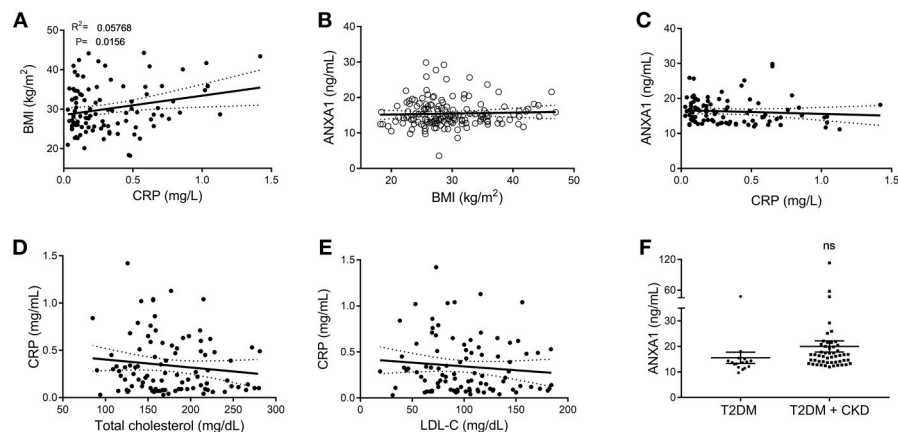 A
R²= 0.05768
P= 0.0156
50
40
30
20
BMI (kg/m²)
0.0 0.5 1.0 1.5
CRP (mg/L)
B
40
30
20
10
0
ANXA1 (ng/mL)
20 30 40 50
BMI (kg/m²)
C
40
30
20
10
0
ANXA1 (ng/mL)
0.0 0.5 1.0 1.5
CRP (mg/L)
D
1.5
1.0
0.5
0.0
CRP (mg/mL)
50 100 150 200 250 300
Total cholesterol (mg/dL)
E
1.5
1.0
0.5
0.0
CRP (mg/mL)
0 50 100 150 200
LDL-C (mg/dL)
F
ns
120
60
30
20
10
0
ANXA1 (ng/mL)
T2DM T2DM + CKD